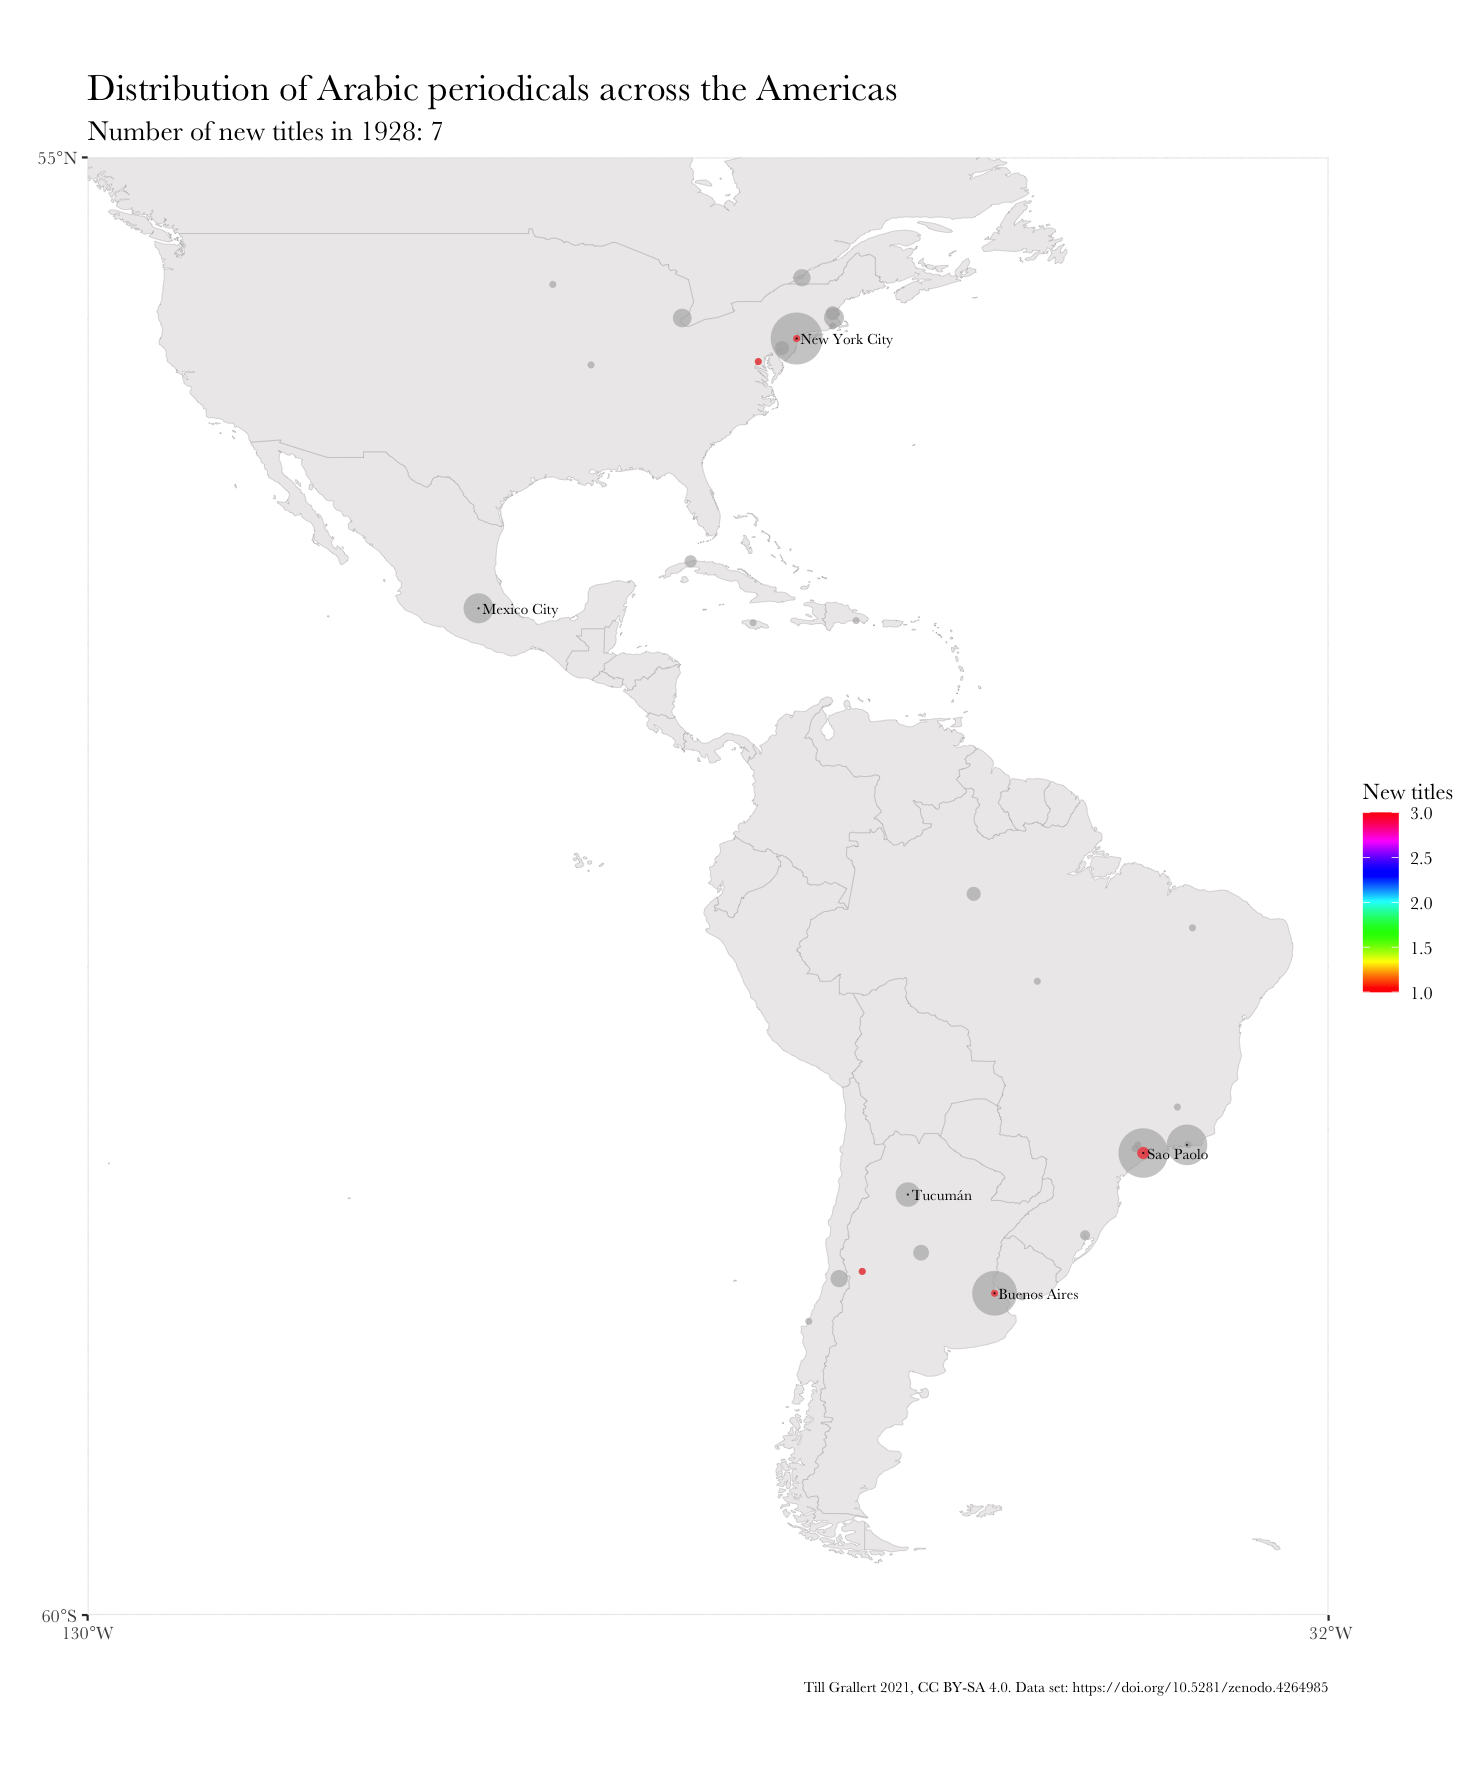 Distribution of Arabic periodicals across the Americas
Number of new titles in 1928: 7
55°N
New York City
Mexico City
New titles
3.0
2.5
2.0
1.5
1.0
Sao Paolo
Tucumán
Buenos Aires
60°S
130°W
32°W
Till Grallert 2021, CC BY-SA 4.0. Data set: https://doi.org/10.5281/zenodo.4264985